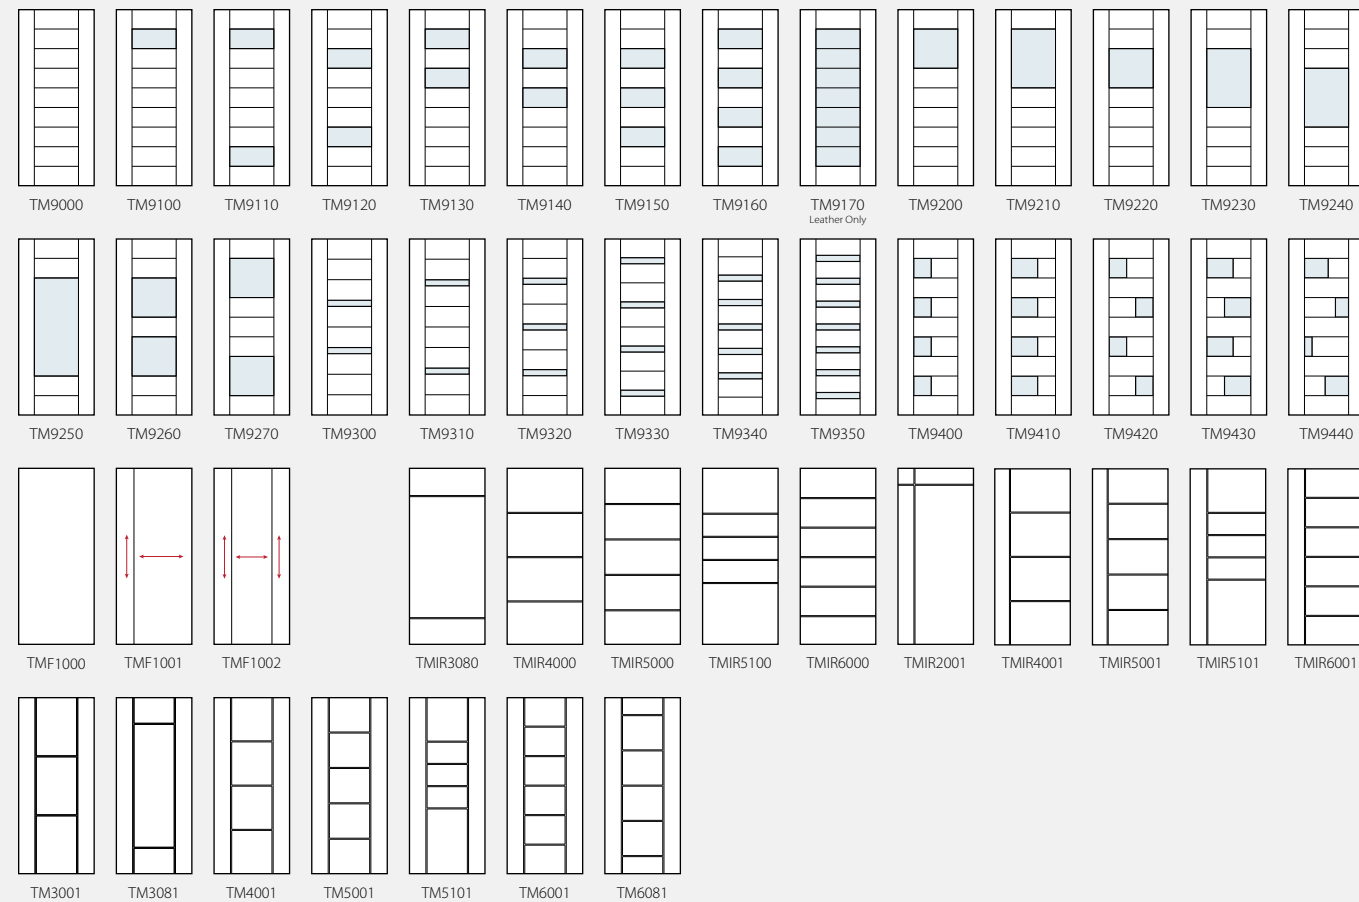 TM9000 TM9100 TM9110 TM9120 TM9130 TM9140 TM9150 TM9160 TM9170 TM9200 TM9210 TM9220 TM9230 TM9240
Leather Only
TM9250 TM9260 TM9270 TM9300 TM9310 TM9320 TM9330 TM9340 TM9350 TM9400 TM9410 TM9420 TM9430 TM9440
TMF1000 TMF1001 TMF1002 TMIR3080 TMIR4000 TMIR5000 TMIR5100 TMIR6000 TMIR2001 TMIR4001 TMIR5001 TMIR5101 TMIR6001
TM3001 TM3081 TM4001 TM5001 TM5101 TM6001 TM6081